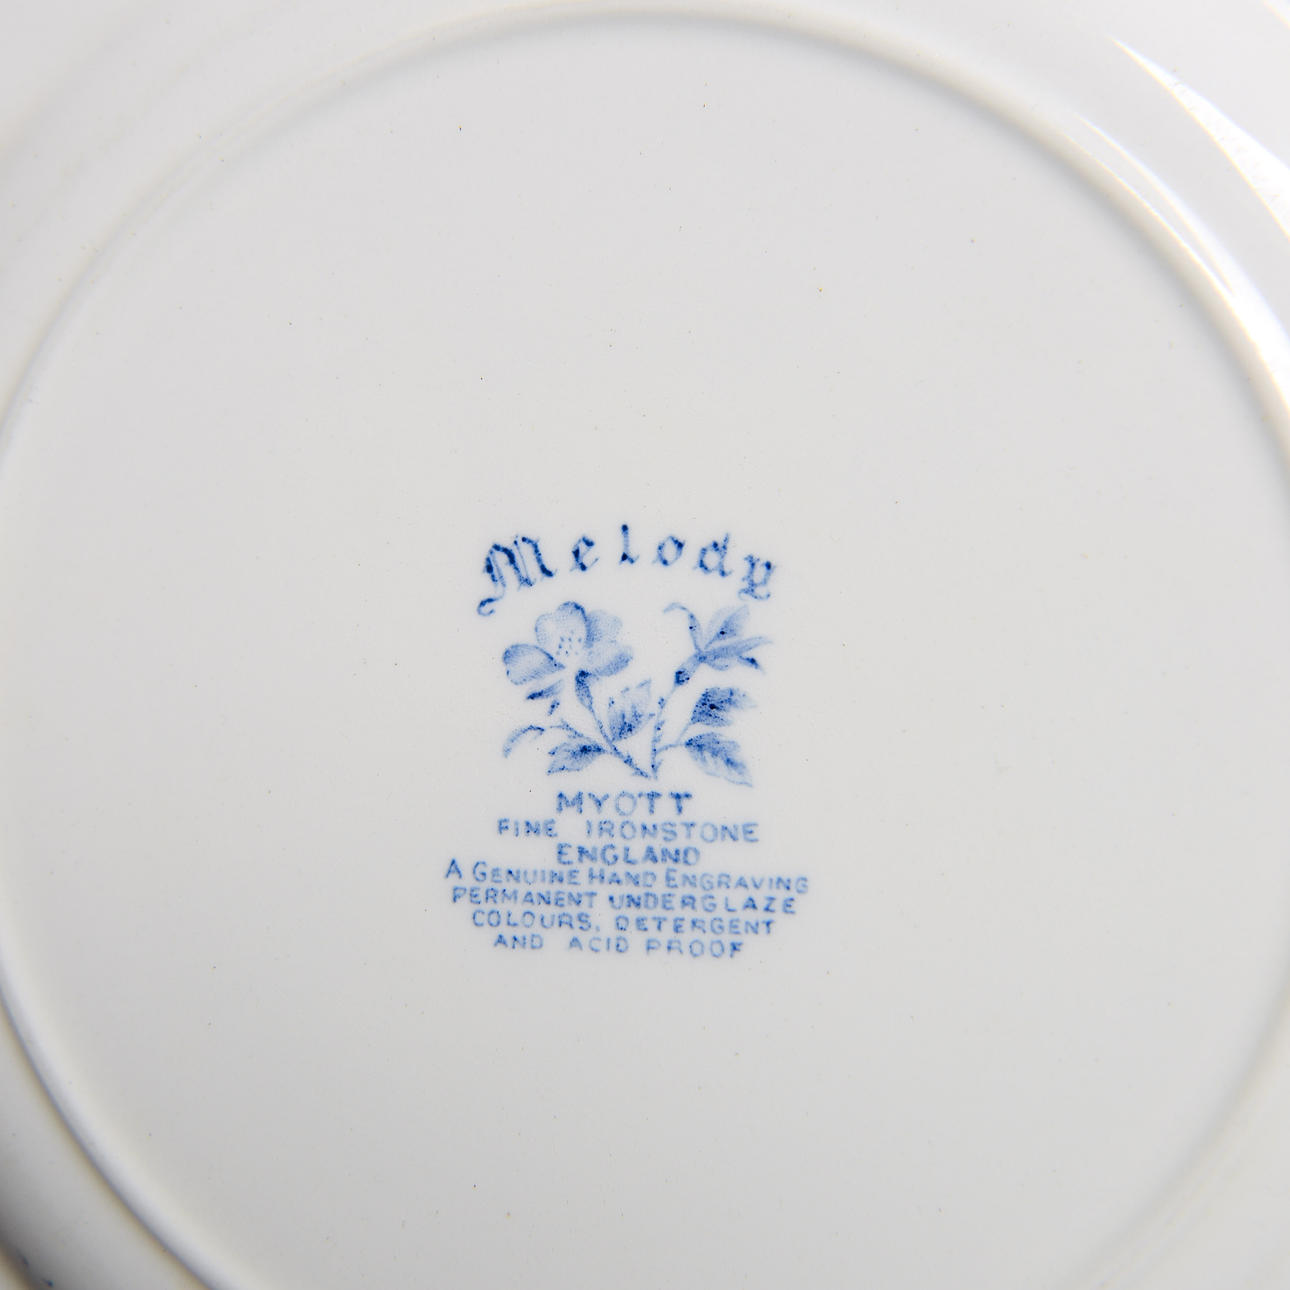 Melody
MYOTT
FINE IRONSTONE
ENGLAND
A GENUINE HAND ENGRAVING
PERMANENT UNDERGLAZE
COLOURS, DETERGENT
AND ACID PROOF